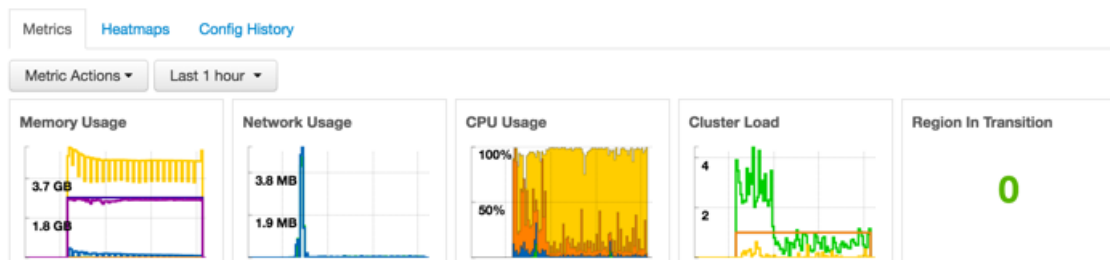 Metrics Heatmaps Config History
Metric Actions Last 1 hour
Memory Usage Network Usage CPU Usage Cluster Load Region In Transition
3.7 GB
1.8 GB
3.8 MB
1.9 MB
100%
50%
4
2
0